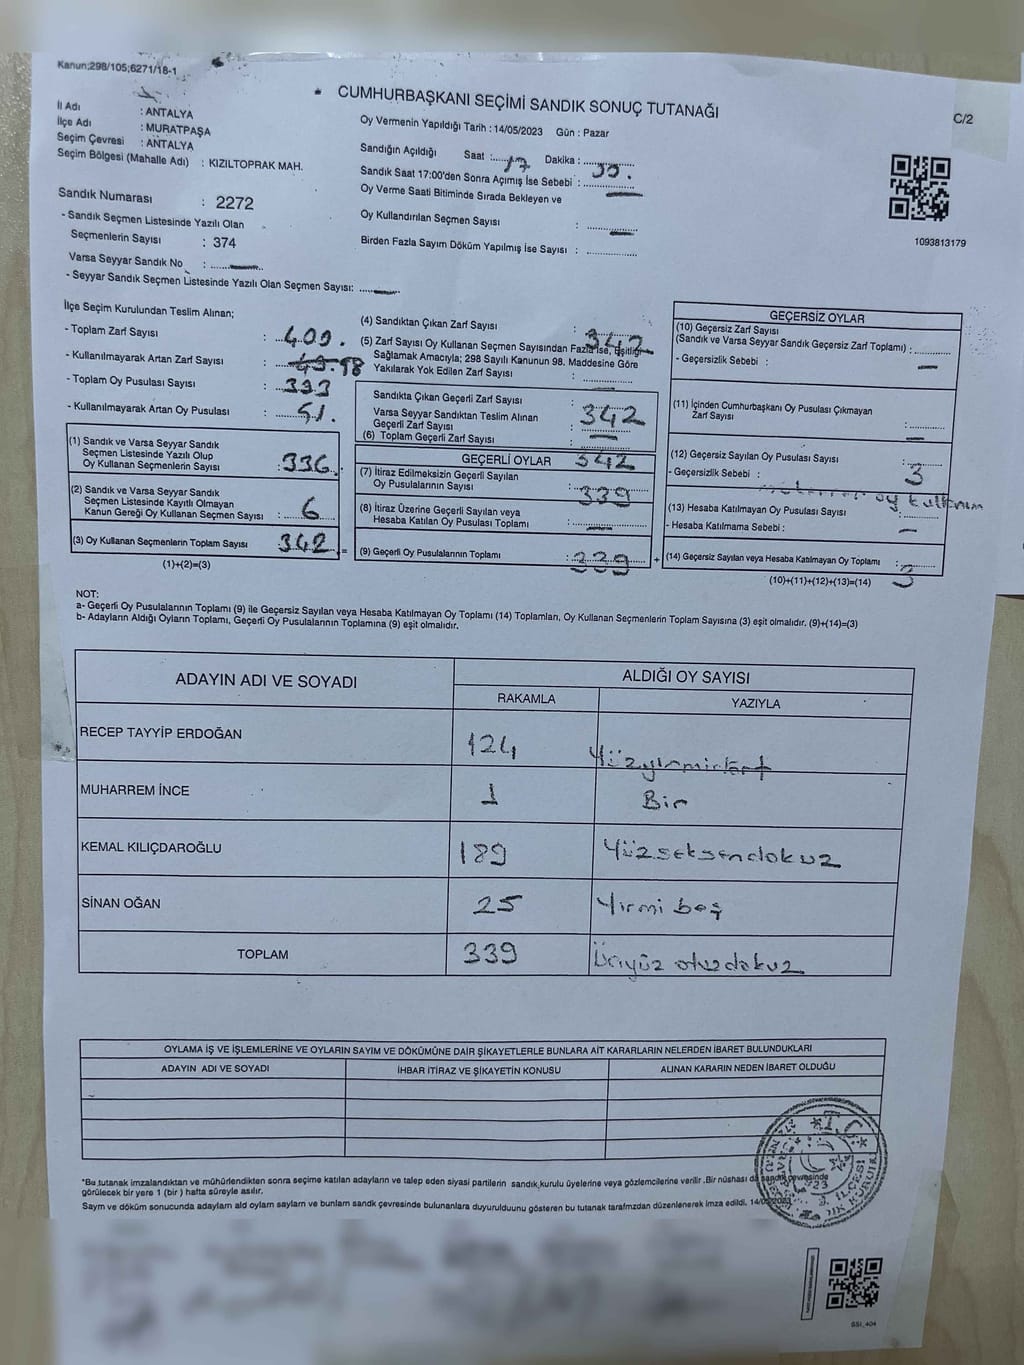 Kanun;298/105;6271/18-1
CUMHURBAŞKANI SEÇİMİ SANDIK SONUÇ TUTANAĞI
C/2
İl Adı : ANTALYA
İlçe Adı : MURATPAŞA
Seçim Çevresi : ANTALYA
Seçim Bölgesi (Mahalle Adı) : KIZILTOPRAK MAH.
Oy Vermenin Yapıldığı Tarih : 14/05/2023 Gün : Pazar
Sandığın Açıldığı Saat : 17 Dakika :
Sandık Saat 17:00'den Sonra Açımış İse Sebebi :
Oy Verme Saati Bitiminde Sırada Bekleyen ve
Oy Kullandırılan Seçmen Sayısı :
Birden Fazla Sayım Döküm Yapılmış İse Sayısı :
1093813179
Sandık Numarası : 2272
- Sandık Seçmen Listesinde Yazılı Olan
Seçmenlerin Sayısı : 374
Varsa Seyyar Sandık No :
- Seyyar Sandık Seçmen Listesinde Yazılı Olan Seçmen Sayısı:
İlçe Seçim Kurulundan Teslim Alınan;
- Toplam Zarf Sayısı : 400.
- Kullanılmayarak Artan Zarf Sayısı : 58
- Toplam Oy Pusulası Sayısı : 393
- Kullanılmayarak Artan Oy Pusulası : 51.
(1) Sandık ve Varsa Seyyar Sandık
Seçmen Listesinde Yazılı Olup
Oy Kullanan Seçmenlerin Sayısı : 336
(2) Sandık ve Varsa Seyyar Sandık
Seçmen Listesinde Kayıtlı Olmayan
Kanun Gereği Oy Kullanan Seçmen Sayısı : 6
(3) Oy Kullanan Seçmenlerin Toplam Sayısı : 342 =
(1)+(2)=(3)
(4) Sandıktan Çıkan Zarf Sayısı : 342
(5) Zarf Sayısı Oy Kullanan Seçmen Sayısından Fazla İse, Eşitliği
Sağlamak Amacıyla; 298 Sayılı Kanunun 98. Maddesine Göre
Yakılarak Yok Edilen Zarf Sayısı :
Sandıkta Çıkan Geçerli Zarf Sayısı : 342
Varsa Seyyar Sandıktan Teslim Alınan
Geçerli Zarf Sayısı :
(6) Toplam Geçerli Zarf Sayısı : 342
GEÇERLİ OYLAR
(7) İtiraz Edilmeksizin Geçerli Sayılan
Oy Pusulalarının Sayısı : 339
(8) İtiraz Üzerine Geçerli Sayılan veya
Hesaba Katılan Oy Pusulası Toplamı :
(9) Geçerli Oy Pusulalarının Toplamı : 339 +
GEÇERSİZ OYLAR
(10) Geçersiz Zarf Sayısı
(Sandık ve Varsa Seyyar Sandık Geçersiz Zarf Toplamı) :
- Geçersizlik Sebebi :
(11) İçinden Cumhurbaşkanı Oy Pusulası Çıkmayan
Zarf Sayısı :
(12) Geçersiz Sayılan Oy Pusulası Sayısı : 3
- Geçersizlik Sebebi : oy kullanım
(13) Hesaba Katılmayan Oy Pusulası Sayısı :
- Hesaba Katılmama Sebebi :
(14) Geçersiz Sayılan veya Hesaba Katılmayan Oy Toplamı : 3
(10)+(11)+(12)+(13)=(14)
NOT:
a- Geçerli Oy Pusulalarının Toplamı (9) ile Geçersiz Sayılan veya Hesaba Katılmayan Oy Toplamı (14) Toplamları, Oy Kullanan Seçmenlerin Toplam Sayısına (3) eşit olmalıdır. (9)+(14)=(3)
b- Adayların Aldığı Oyların Toplamı, Geçerli Oy Pusulalarının Toplamına (9) eşit olmalıdır.
ADAYIN ADI VE SOYADI ALDIĞI OY SAYISI
RAKAMLA YAZIYLA
RECEP TAYYİP ERDOĞAN 124 Yüzyirmidört
MUHARREM İNCE 1 Bir
KEMAL KILIÇDAROĞLU 189 Yüzseksendokuz
SİNAN OĞAN 25 Yirmi beş
TOPLAM 339 Üçyüz otuzdokuz
OYLAMA İŞ VE İŞLEMLERİNE VE OYLARIN SAYIM VE DÖKÜMÜNE DAİR ŞİKAYETLERLE BUNLARA AİT KARARLARIN NELERDEN İBARET BULUNDUKLARI
ADAYIN ADI VE SOYADI İHBAR İTİRAZ VE ŞİKAYETİN KONUSU ALINAN KARARIN NEDEN İBARET OLDUĞU
*Bu tutanak imzalandıktan ve mühürlendikten sonra seçime katılan adayların ve talep eden siyasi partilerin sandık kurulu üyelerine veya gözlemcilerine verilir .Bir nüshası da sandık çevresinde
görülecek bir yere 1 (bir ) hafta süreyle asılır.
Saym ve döküm sonucunda adaylarn ald oylarn saylarn ve bunlarn sandk çevresinde bulunanlara duyurulduunu gösteren bu tutanak tarafmzdan düzenlenerek imza edildi. 14/05/2023
*T.C.*
SSI_404